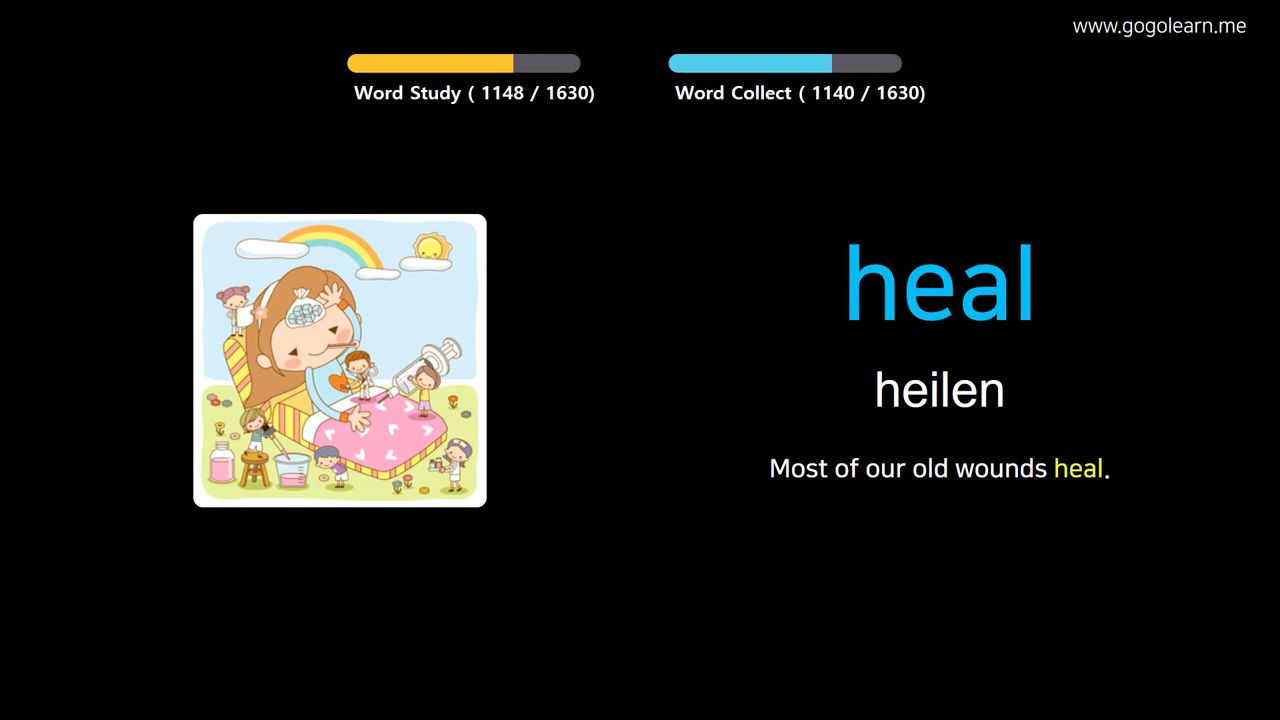 www.gogolearn.me
Word Study ( 1148 / 1630)
Word Collect ( 1140 / 1630)
heal
heilen
Most of our old wounds heal.